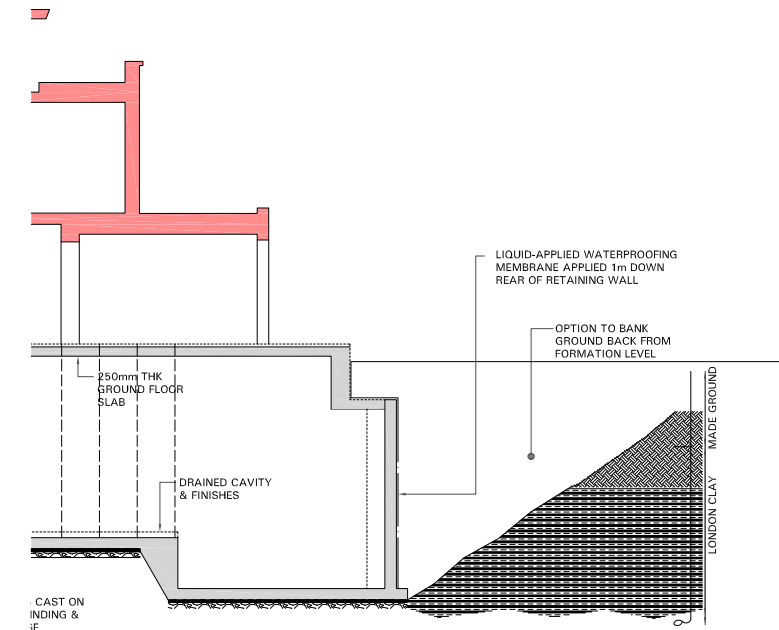 LIQUID-APPLIED WATERPROOFING
MEMBRANE APPLIED 1m DOWN
REAR OF RETAINING WALL
OPTION TO BANK
GROUND BACK FROM
FORMATION LEVEL
250mm THK
GROUND FLOOR
SLAB
MADE GROUND
LONDON CLAY
DRAINED CAVITY
& FINISHES
CAST ON
INDING &